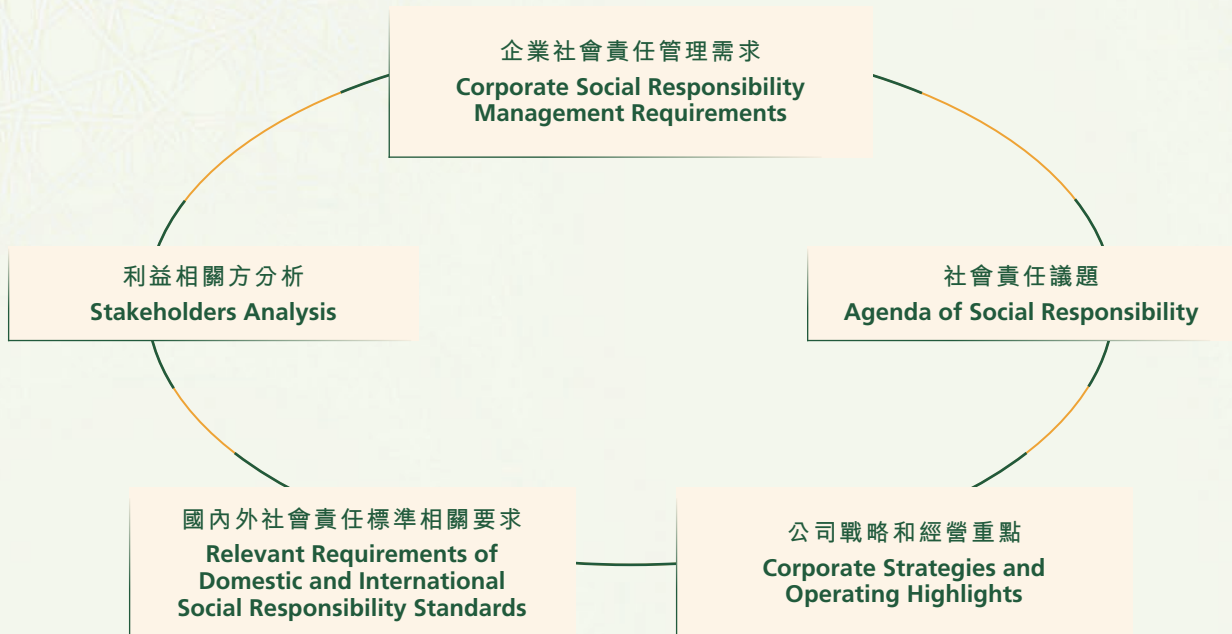 企業社會責任管理需求
Corporate Social Responsibility
Management Requirements
利益相關方分析
Stakeholders Analysis
社會責任議題
Agenda of Social Responsibility
國內外社會責任標準相關要求
Relevant Requirements of
Domestic and International
Social Responsibility Standards
公司戰略和經營重點
Corporate Strategies and
Operating Highlights